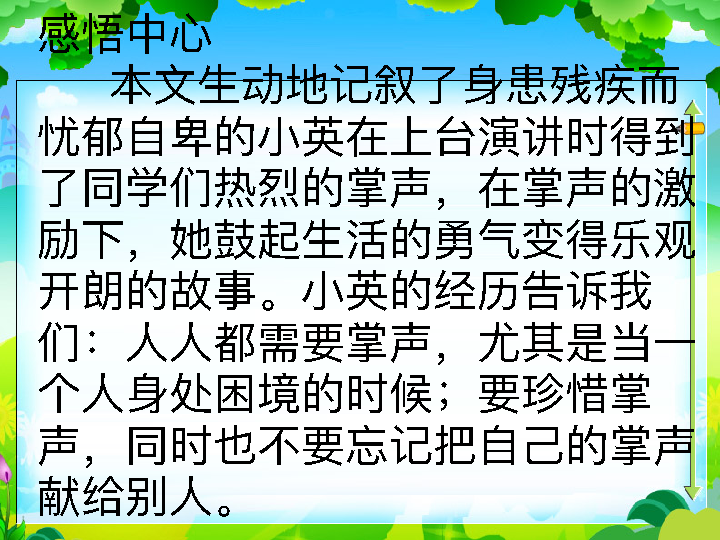 感悟中心
本文生动地记叙了身患残疾而
忧郁自卑的小英在上台演讲时得到
了同学们热烈的掌声，在掌声的激
励下，她鼓起生活的勇气变得乐观
开朗的故事。小英的经历告诉我
们：人人都需要掌声，尤其是当一
个人身处困境的时候；要珍惜掌
声，同时也不要忘记把自己的掌声
献给别人。